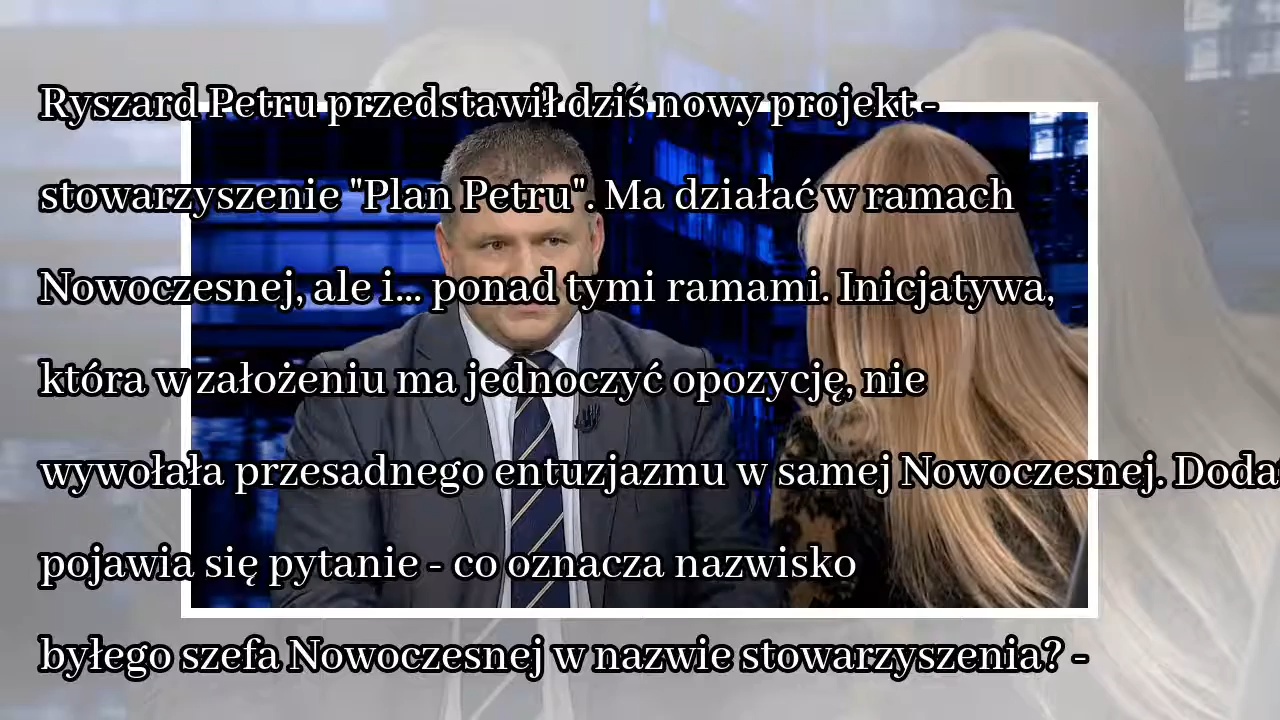 Ryszard Petru przedstawił dziś nowy projekt -
stowarzyszenie "Plan Petru". Ma działać w ramach
Nowoczesnej, ale i... ponad tymi ramami. Inicjatywa,
która w założeniu ma jednoczyć opozycję, nie
wywołała przesadnego entuzjazmu w samej Nowoczesnej.
pojawia się pytanie - co oznacza nazwisko
byłego szefa Nowoczesnej w nazwie stowarzyszenia? -